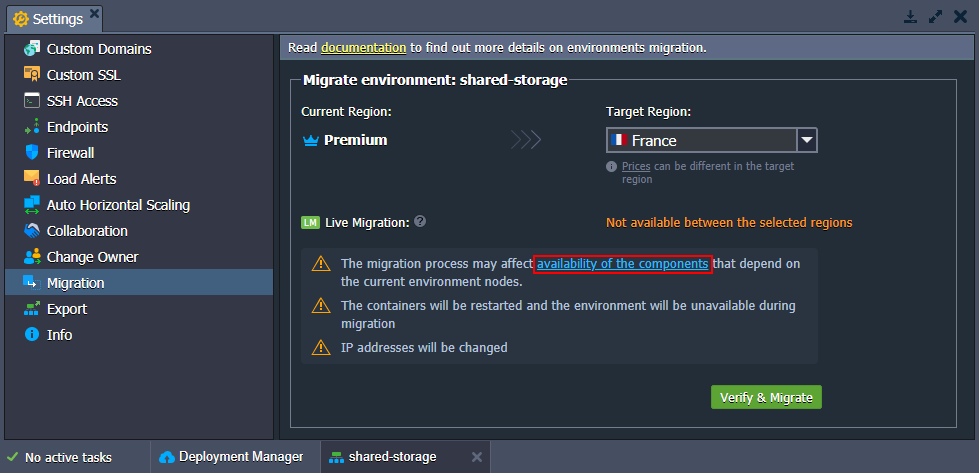 Settings
Custom Domains
Custom SSL
SSH Access
Endpoints
Firewall
Load Alerts
Auto Horizontal Scaling
Collaboration
Change Owner
Migration
Export
Info
Read documentation to find out more details on environments migration.
Migrate environment: shared-storage
Current Region:
Premium
Target Region:
France
Prices can be different in the target
region
LM Live Migration:
Not available between the selected regions
The migration process may affect availability of the components that depend on
the current environment nodes.
The containers will be restarted and the environment will be unavailable during
migration
IP addresses will be changed
Verify & Migrate
No active tasks
Deployment Manager
shared-storage